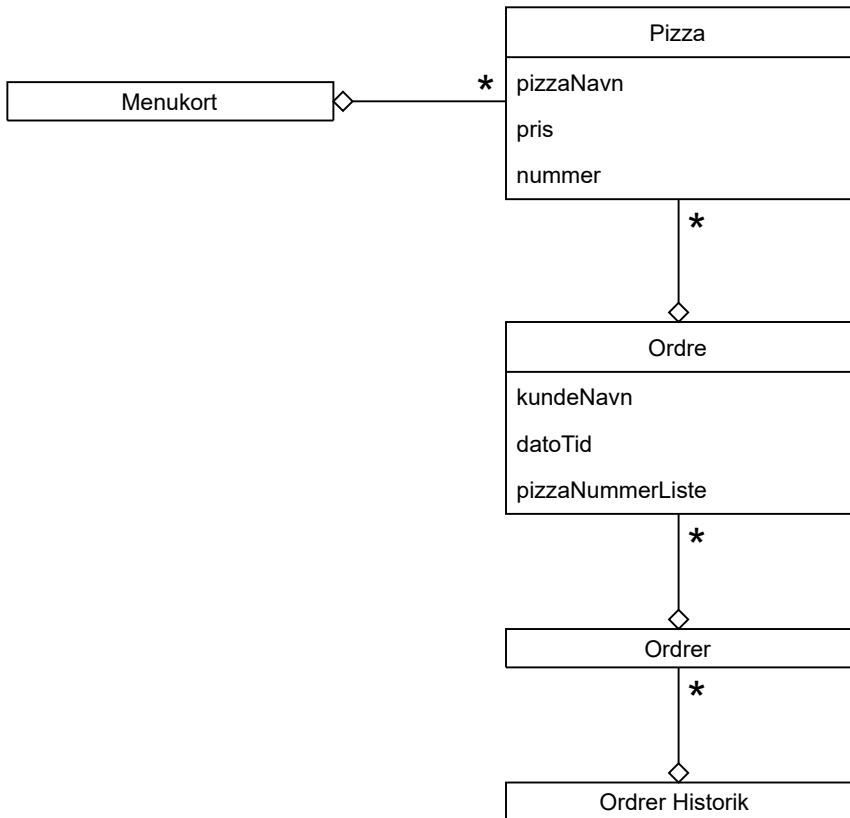 Pizza
pizzaNavn
pris
nummer
Menukort
*
*
Ordre
kundeNavn
datoTid
pizzaNummerListe
*
Ordrer
*
Ordrer Historik